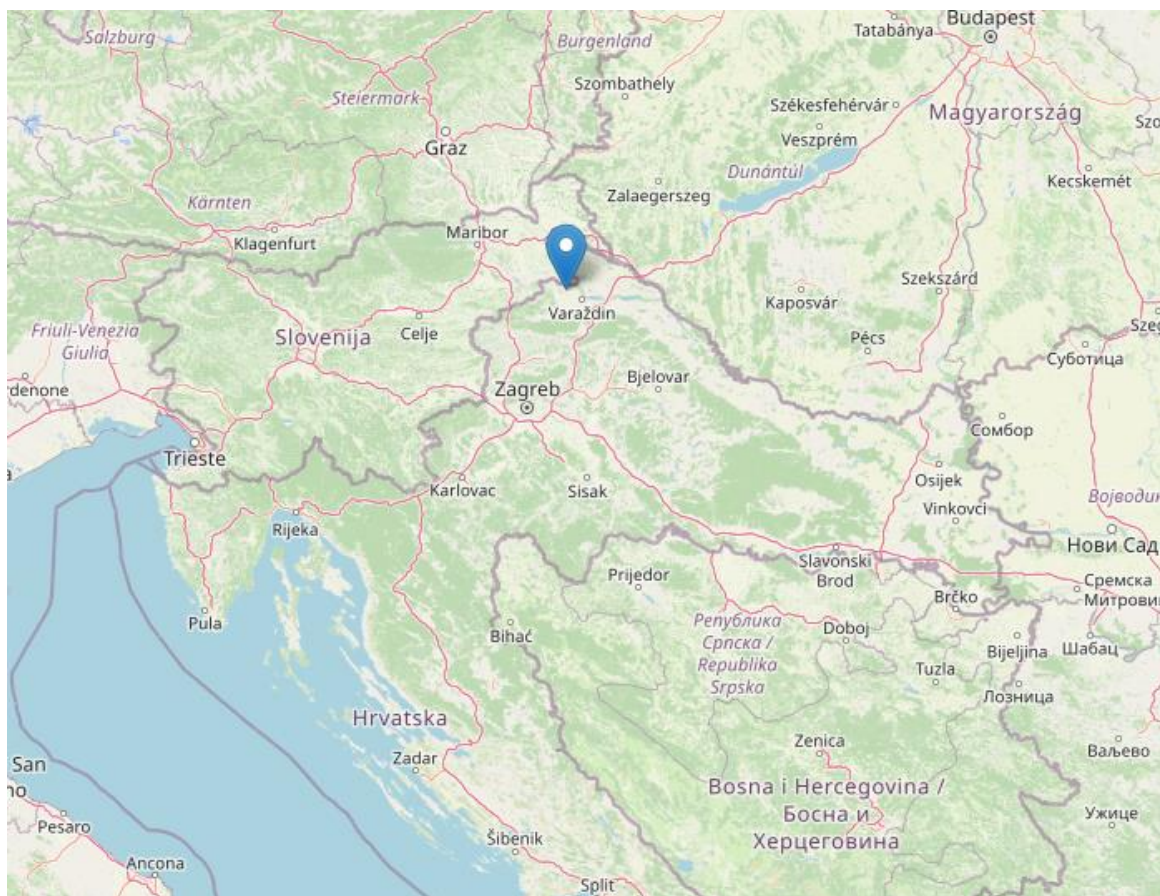 Salzburg
Burgenland
Budapest
Tatabánya
Szombathely
Steiermark
Székesfehérvár
Veszprém
Magyarország
Graz
Dunántúl
Kecskemét
Zalaegerszeg
Kärnten
Klagenfurt
Maribor
Szekszárd
Kaposvár
Varaždin
Friuli-Venezia
Giulia
Slovenija
Celje
Pécs
Суботица
Zagreb
Bjelovar
Сомбор
Trieste
Karlovac
Sisak
Osijek
Vinkovci
Rijeka
Нови Сад
Slavonski
Brod
Prijedor
Сремска
Brčko
Pula
Bihać
Република
Српска /
Republika
Srpska
Doboj
Bijeljina
Шабац
Tuzla
Лозница
Hrvatska
Zenica
Ваљево
Zadar
San
Bosna i Hercegovina /
Босна и
Херцеговина
Ужице
Pesaro
Šibenik
Ancona
Split